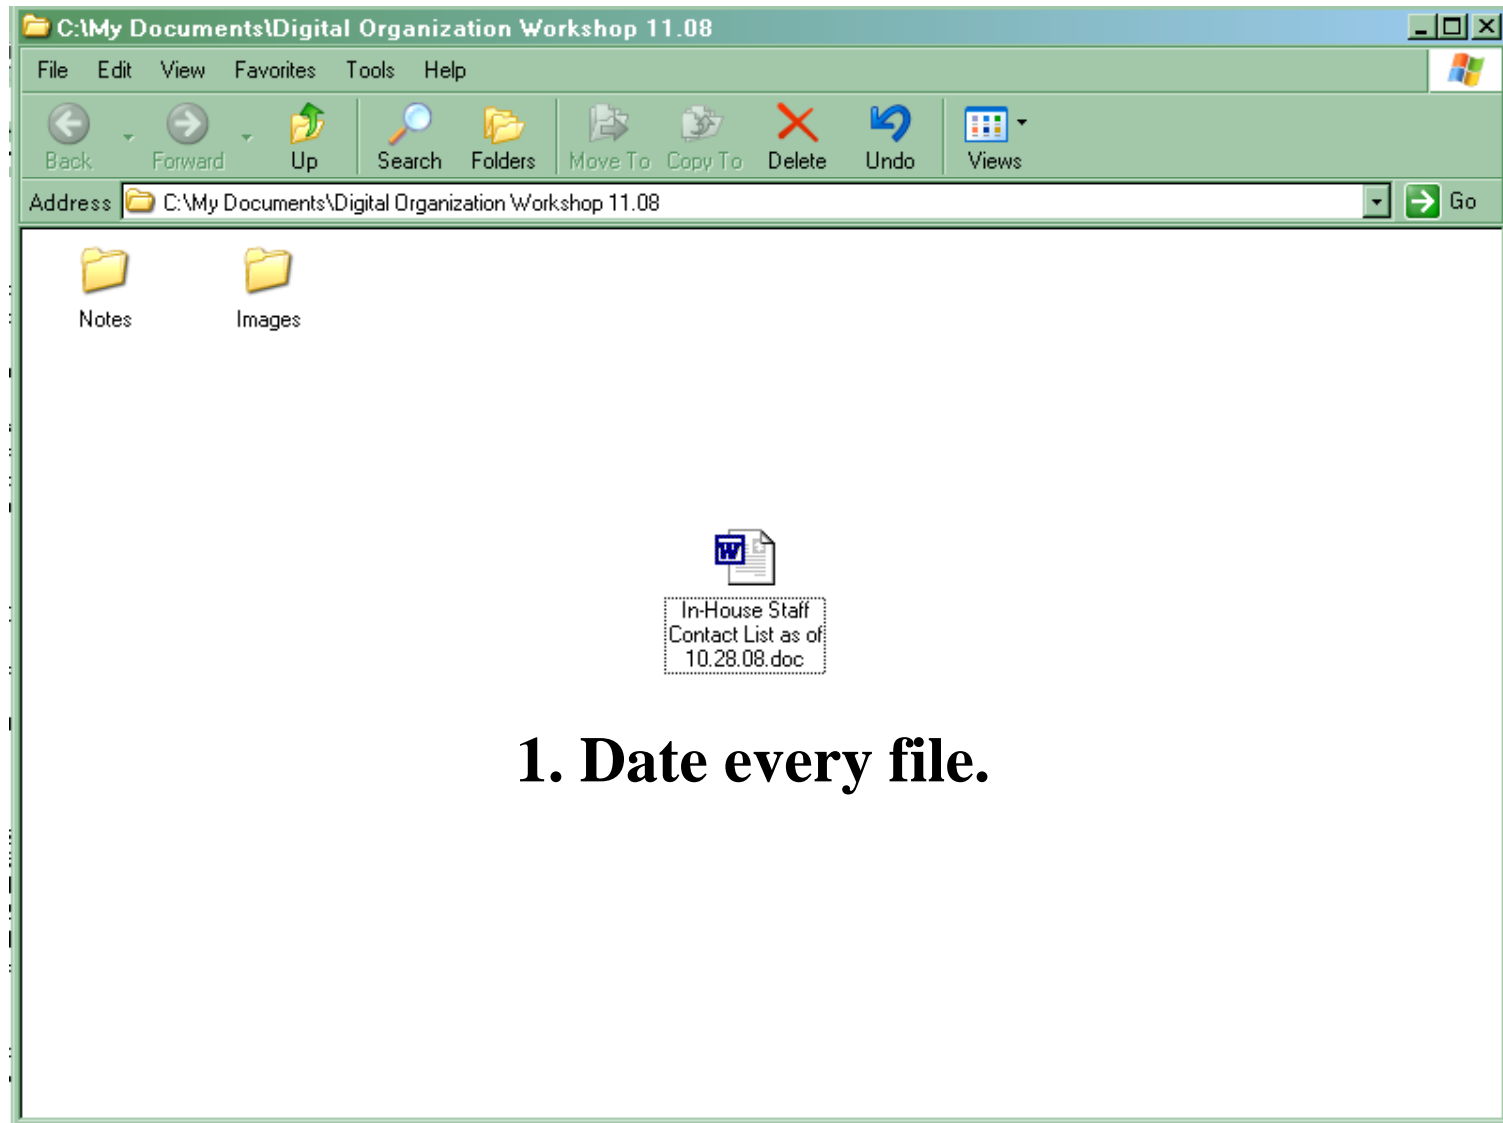 C:\My Documents\Digital Organization Workshop 11.08
File Edit View Favorites Tools Help
Back Forward Up Search Folders Move To Copy To Delete Undo Views
Address C:\My Documents\Digital Organization Workshop 11.08 Go
Notes Images
W
In-House Staff
Contact List as of
10.28.08.doc
1. Date every file.